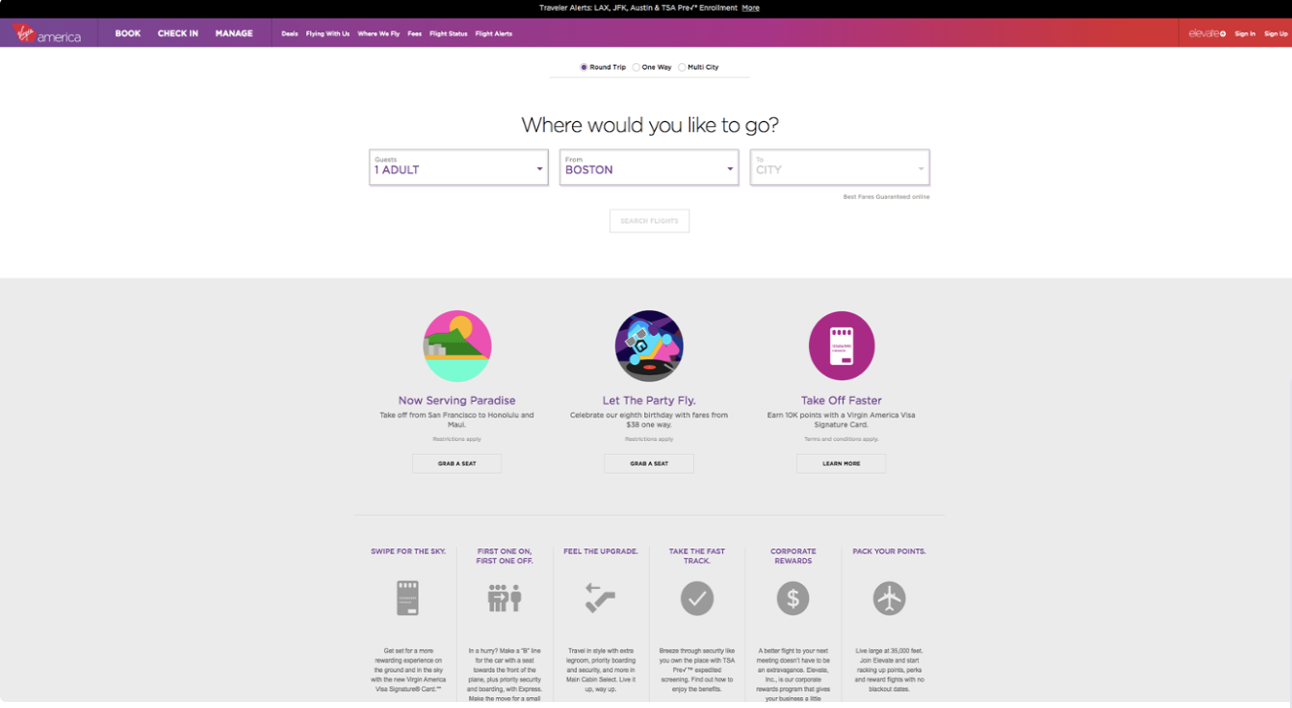 Traveler Alerts: LAX, JFK, Austin & TSA Pre✓® Enrollment More
Virgin america
BOOK CHECK IN MANAGE Deals Flying With Us Where We Fly Fees Flight Status Flight Alerts elevate Sign In Sign Up
Round Trip One Way Multi City
Where would you like to go?
Guests
1 ADULT
From
BOSTON
To
CITY
Best Fares Guaranteed online
SEARCH FLIGHTS
Now Serving Paradise
Take off from San Francisco to Honolulu and
Maui.
Restrictions apply
GRAB A SEAT
Let The Party Fly.
Celebrate our eighth birthday with fares from
$38 one way.
Restrictions apply
GRAB A SEAT
Take Off Faster
Earn 10K points with a Virgin America Visa
Signature Card.
Terms and conditions apply.
LEARN MORE
SWIPE FOR THE SKY.
Get set for a more
rewarding experience on
the ground and in the sky
with the new Virgin America
Visa Signature® Card.℠
FIRST ONE ON,
FIRST ONE OFF.
In a hurry? Make a "B" line
for the car with a seat
towards the front of the
plane, plus priority security
and boarding, with Express.
Make the move for a small
FEEL THE UPGRADE.
Travel in style with extra
legroom, priority boarding
and security, and more in
Main Cabin Select. Live it
up, way up.
TAKE THE FAST
TRACK.
Breeze through security like
you own the place with TSA
Pre✓™ expedited
screening. Find out how to
enjoy the benefits.
CORPORATE
REWARDS
$
A better flight to your next
meeting doesn't have to be
an extravagance. Elevate,
Inc., is our corporate
rewards program that gives
your business a little
PACK YOUR POINTS.
Live large at 35,000 feet.
Join Elevate and start
racking up points, perks
and reward flights with no
blackout dates.